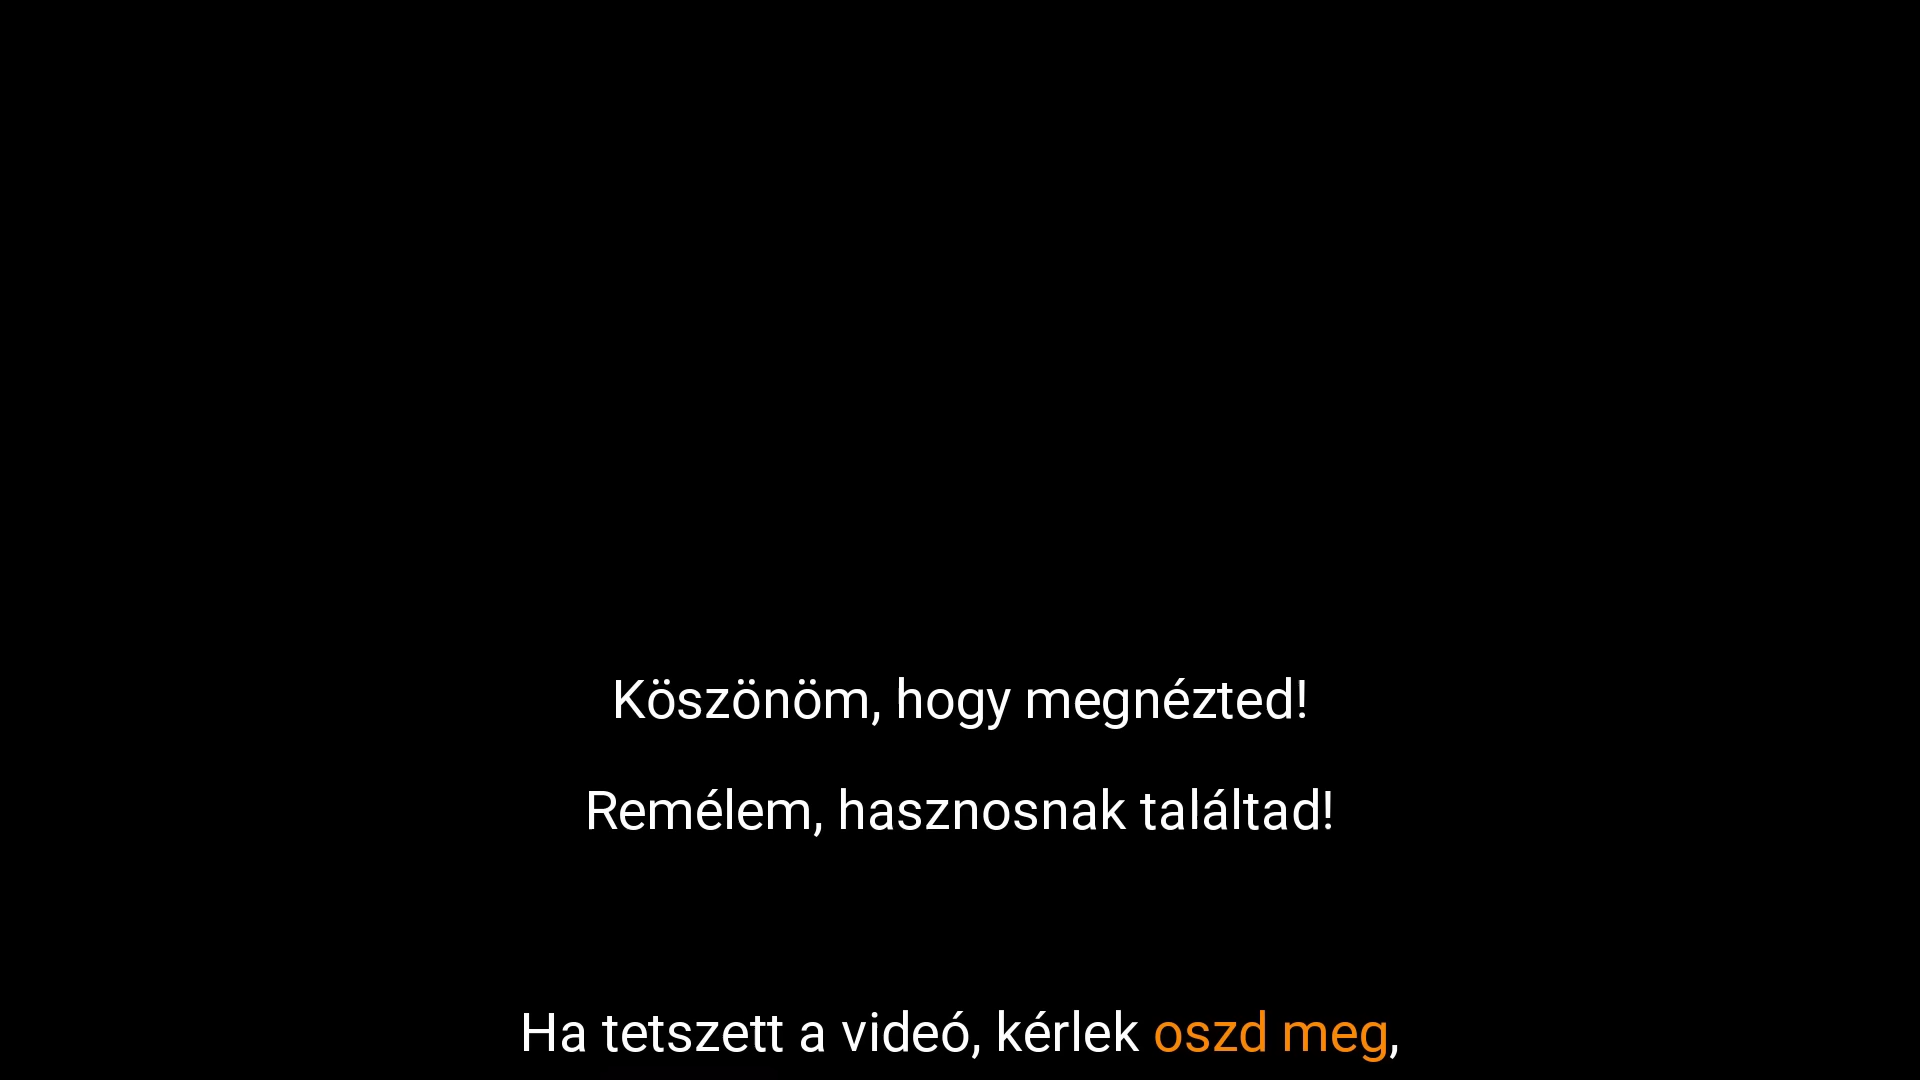 Köszönöm, hogy megnézted!
Remélem, hasznosnak találtad!
Ha tetszett a videó, kérlek oszd meg,